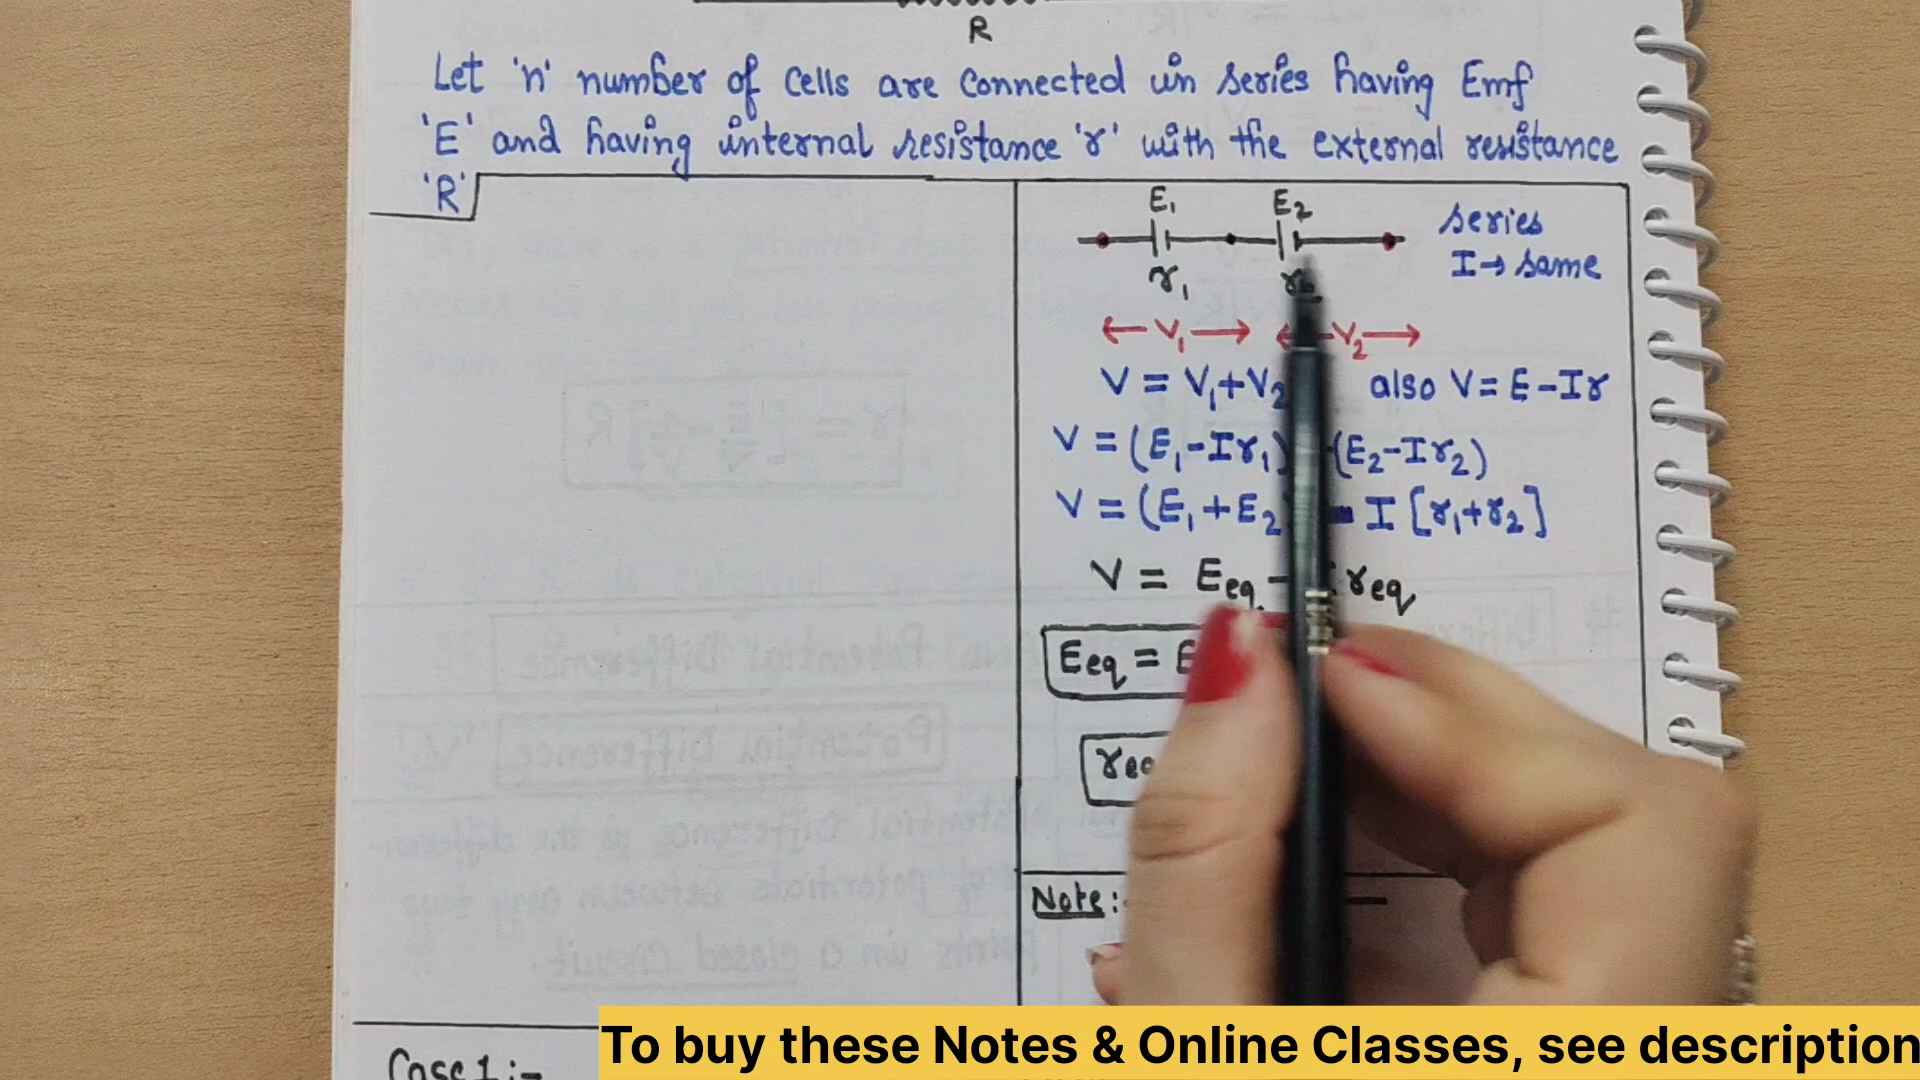 R
Let 'n' number of cells are connected in series having Emf
'E' and having internal resistance 'r' with the external resistance
'R'
E₁ E₂
r₁
series
I → same
V₁ V₂
V = V₁+V₂ also V = E - Ir
V = (E₁-Ir₁) (E₂-Ir₂)
V = (E₁+E₂) - I [r₁+r₂]
V = Eeq - req
Eeq = E
req
Note:-
Case 1:-
To buy these Notes & Online Classes, see description